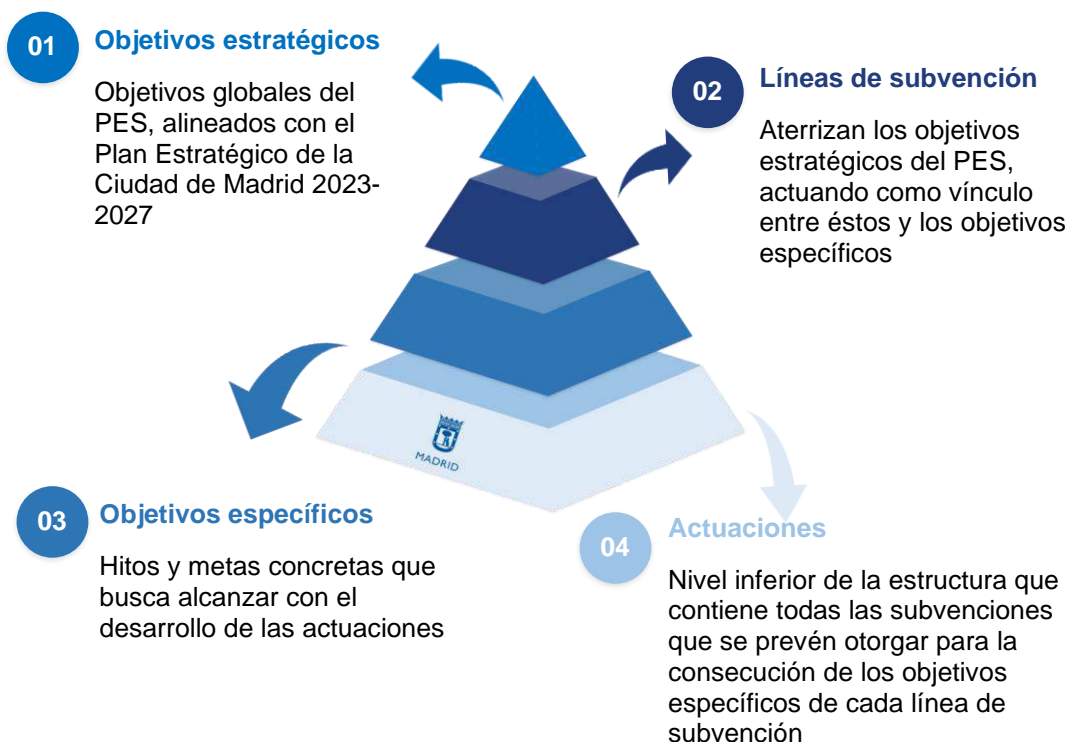 01
Objetivos estratégicos
Objetivos globales del
PES, alineados con el
Plan Estratégico de la
Ciudad de Madrid 2023-
2027
02
Líneas de subvención
Aterrizan los objetivos
estratégicos del PES,
actuando como vínculo
entre éstos y los objetivos
específicos
MADRID
03
Objetivos específicos
Hitos y metas concretas que
busca alcanzar con el
desarrollo de las actuaciones
04
Actuaciones
Nivel inferior de la estructura que
contiene todas las subvenciones
que se prevén otorgar para la
consecución de los objetivos
específicos de cada línea de
subvención